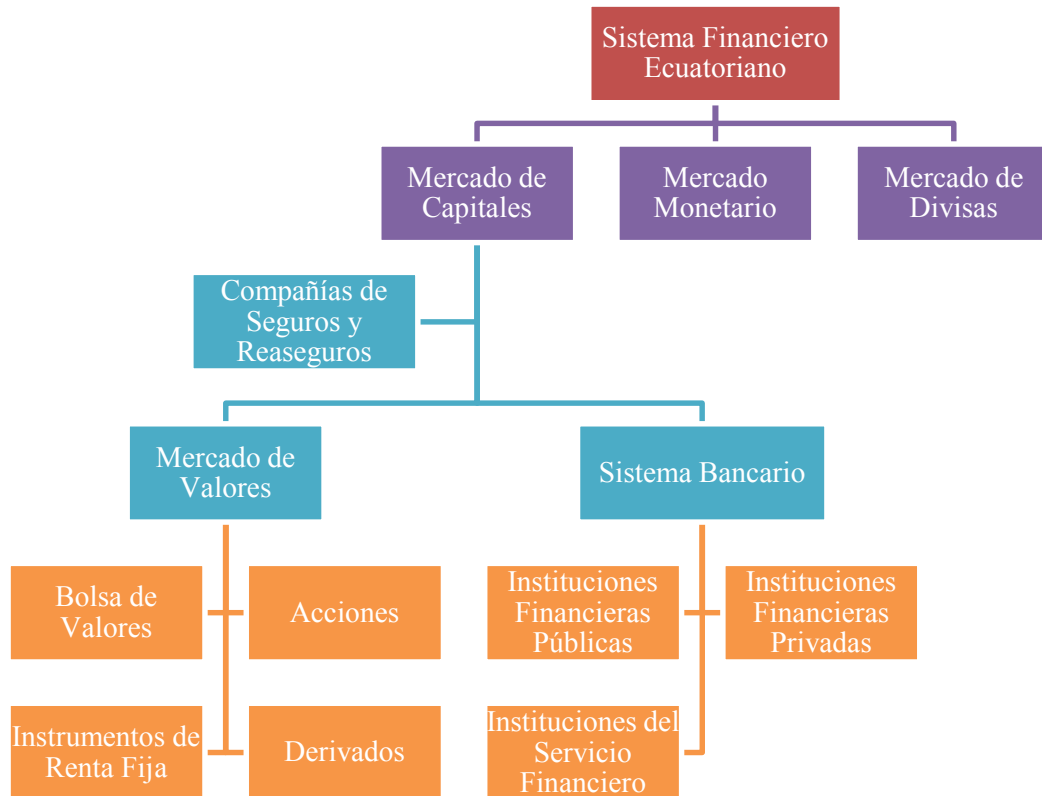 Sistema Financiero
Ecuatoriano
Mercado de
Capitales
Mercado
Monetario
Mercado de
Divisas
Compañías de
Seguros y
Reaseguros
Mercado de
Valores
Sistema Bancario
Bolsa de
Valores
Acciones
Instituciones
Financieras
Públicas
Instituciones
Financieras
Privadas
Instrumentos de
Renta Fija
Derivados
Instituciones del
Servicio
Financiero